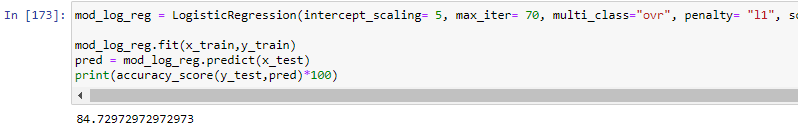 In [173]: mod_log_reg = LogisticRegression(intercept_scaling= 5, max_iter= 70, multi_class="ovr", penalty= "l1", so
mod_log_reg.fit(x_train,y_train)
pred = mod_log_reg.predict(x_test)
print(accuracy_score(y_test,pred)*100)
84.72972972972973